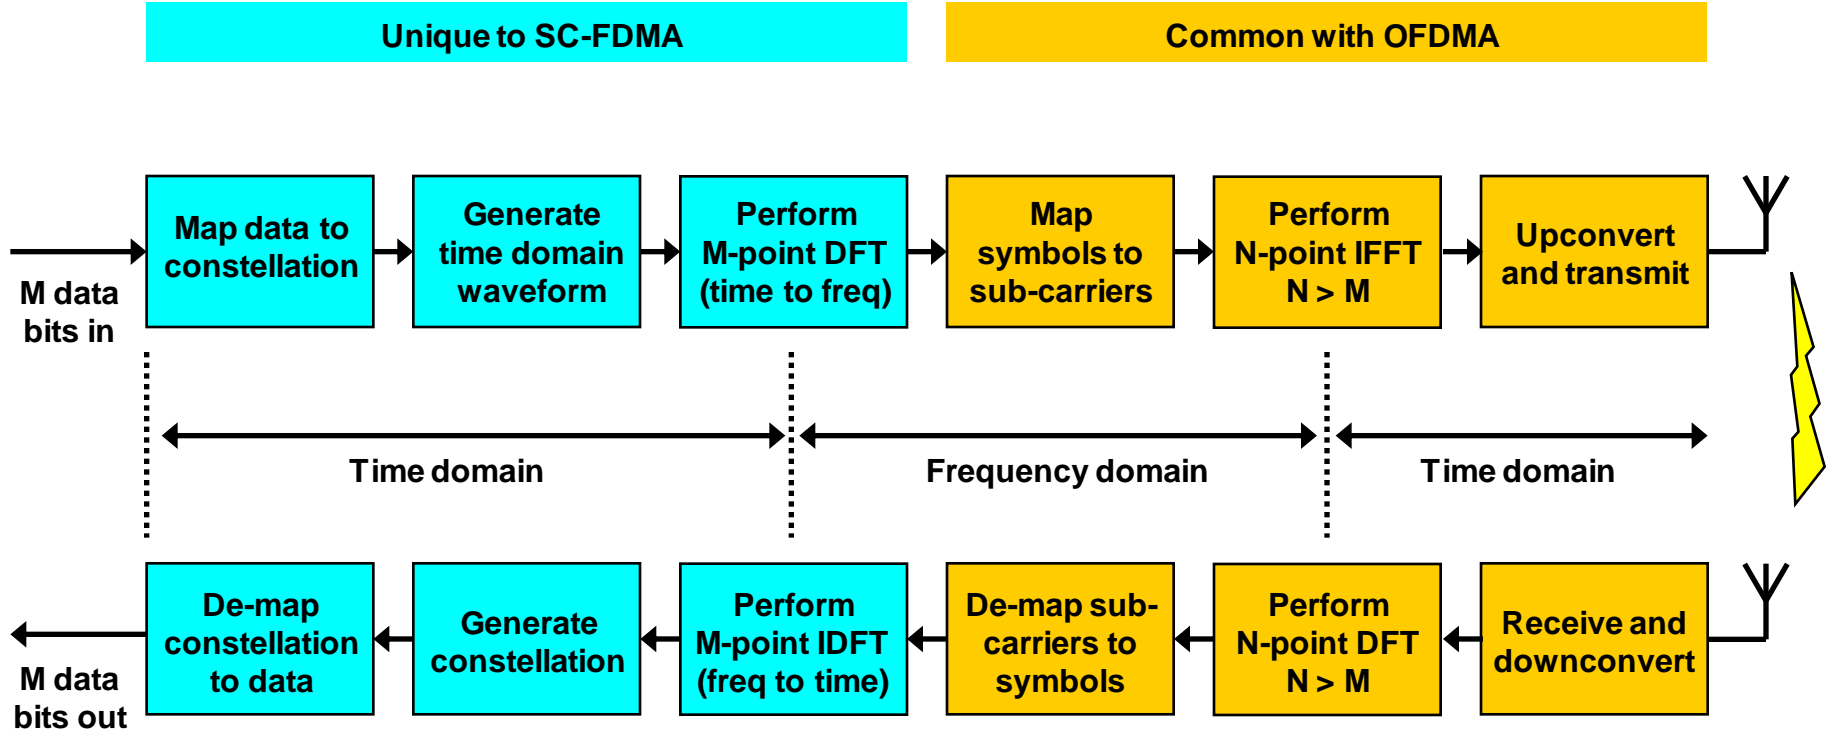 Unique to SC-FDMA
Common with OFDMA
M data
bits in
Map data to
constellation
Generate
time domain
waveform
Perform
M-point DFT
(time to freq)
Map
symbols to
sub-carriers
Perform
N-point IFFT
N > M
Upconvert
and transmit
Time domain
Frequency domain
Time domain
M data
bits out
De-map
constellation
to data
Generate
constellation
Perform
M-point IDFT
(freq to time)
De-map sub-
carriers to
symbols
Perform
N-point DFT
N > M
Receive and
downconvert